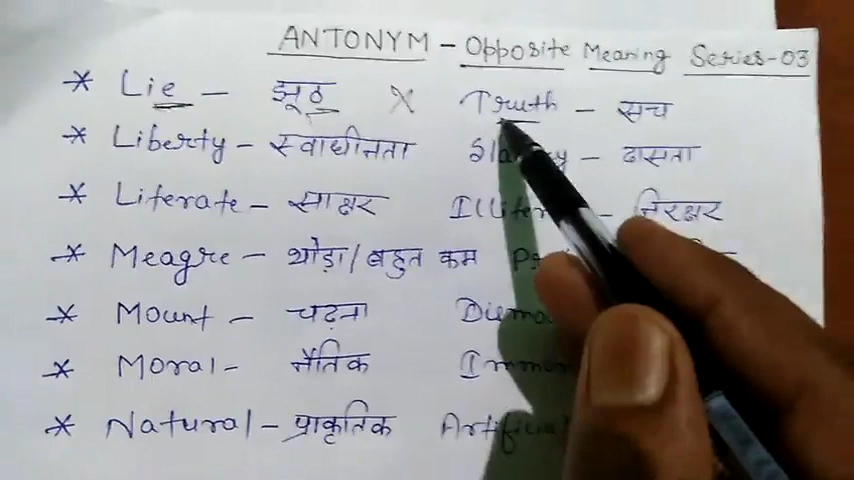 ANTONYM - Opposite Meaning Series-03
* Lie - झूठ X Truth - सच
* Liberty - स्वाधीनता - दासता
* Literate - साक्षर - निरक्षर
* Meagre - थोड़ा/बहुत कम
* Mount - चढ़ना
* Moral - नैतिक
* Natural - प्राकृतिक